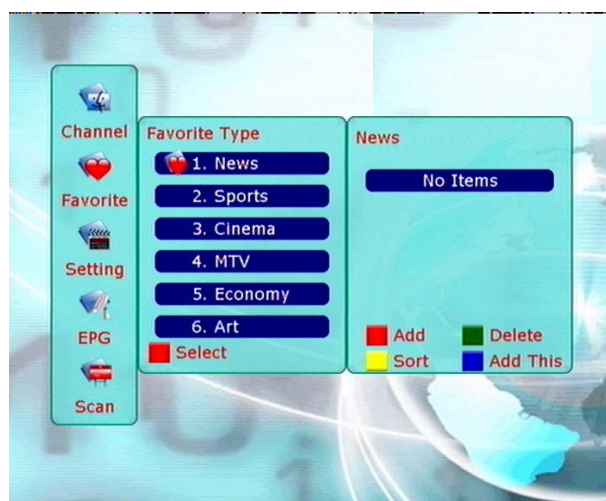 Channel
Favorite
Setting
EPG
Scan
Favorite Type
1. News
2. Sports
3. Cinema
4. MTV
5. Economy
6. Art
Select
News
No Items
Add Delete
Sort Add This